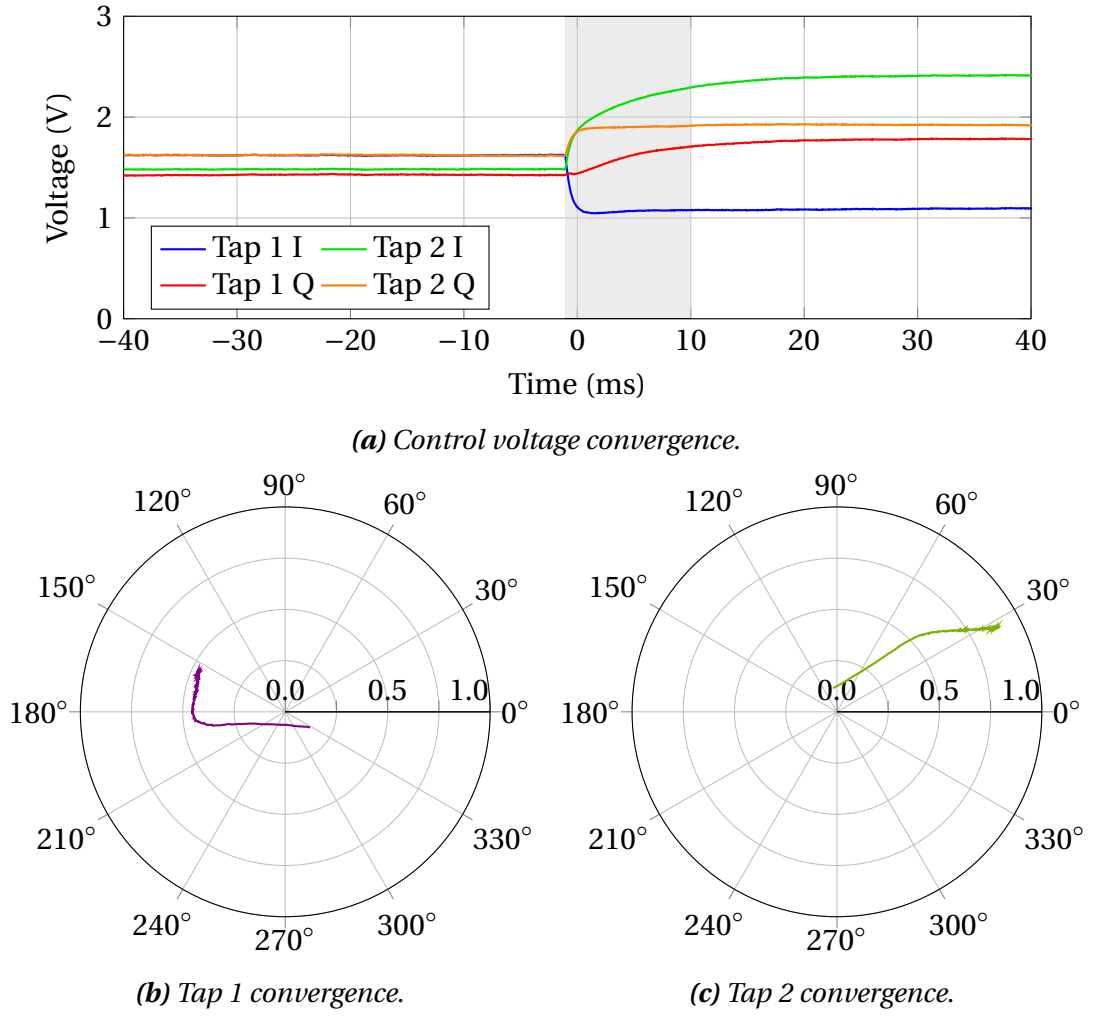 3
2
1
0
Voltage (V)
Tap 1 I Tap 2 I
Tap 1 Q Tap 2 Q
−40 −30 −20 −10 0 10 20 30 40
Time (ms)
(a) Control voltage convergence.
90°
120° 60°
150° 30°
180° 0.0 0.5 1.0 0°
210° 330°
240° 300°
270°
(b) Tap 1 convergence.
90°
120° 60°
150° 30°
180° 0.0 0.5 1.0 0°
210° 330°
240° 300°
270°
(c) Tap 2 convergence.